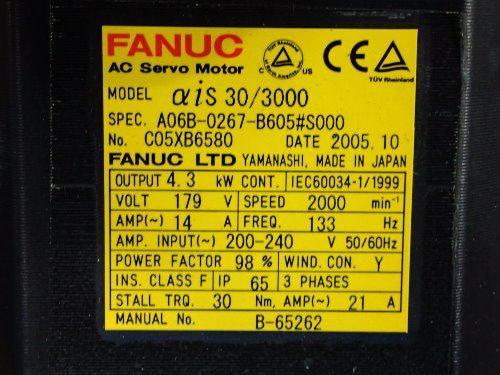 FANUC
AC Servo Motor
C US
TÜV Rheinland
MODEL αiS 30/3000
SPEC. A06B-0267-B605#S000
No. C05XB6580 DATE 2005.10
FANUC LTD YAMANASHI, MADE IN JAPAN
OUTPUT 4.3 kW CONT. IEC60034-1/1999
VOLT 179 V SPEED 2000 min⁻¹
AMP(~) 14 A FREQ. 133 Hz
AMP. INPUT(~) 200-240 V 50/60Hz
POWER FACTOR 98 % WIND. CON. Y
INS. CLASS F IP 65 3 PHASES
STALL TRQ. 30 Nm, AMP(~) 21 A
MANUAL No. B-65262